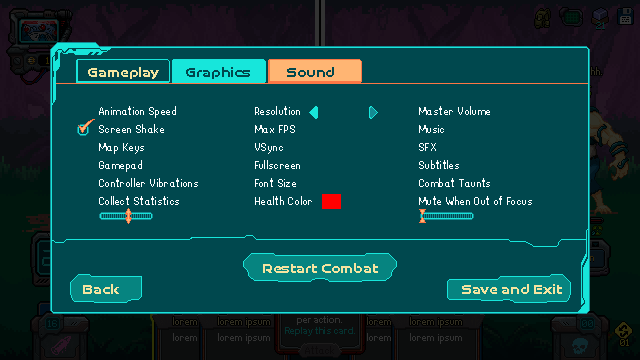 Gameplay
Graphics
Sound
Animation Speed
Screen Shake
Map Keys
Gamepad
Controller Vibrations
Collect Statistics
Resolution
Max FPS
VSync
Fullscreen
Font Size
Health Color
Master Volume
Music
SFX
Subtitles
Combat Taunts
Mute When Out of Focus
Restart Combat
Back
Save and Exit
16
lorem
lorem ipsum
per action.
Replay this card.
lorem
lorem ipsum
00
lorem
lorem ipsum
lorem
lorem ipsum
01